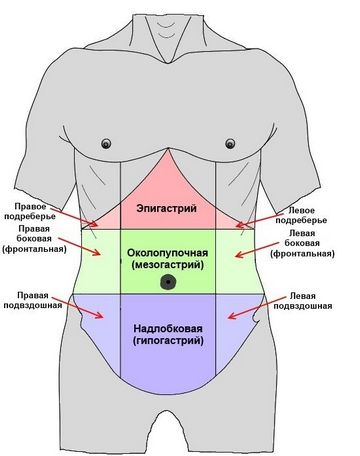 Эпигастрий
Правое
подреберье
Левое
подреберье
Правая
боковая
(фронтальная)
Околопупочная
(мезогастрий)
Левая
боковая
(фронтальная)
Правая
подвздошная
Левая
подвздошная
Надлобковая
(гипогастрий)